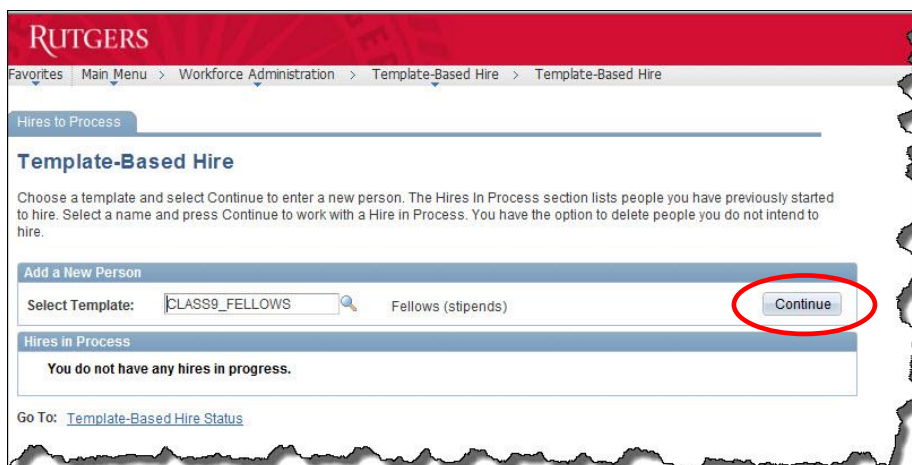 RUTGERS
Favorites Main Menu > Workforce Administration > Template-Based Hire > Template-Based Hire
Hires to Process
Template-Based Hire
Choose a template and select Continue to enter a new person. The Hires In Process section lists people you have previously started
to hire. Select a name and press Continue to work with a Hire in Process. You have the option to delete people you do not intend to
hire.
Add a New Person
Select Template: CLASS9_FELLOWS Fellows (stipends) Continue
Hires in Process
You do not have any hires in progress.
Go To: Template-Based Hire Status